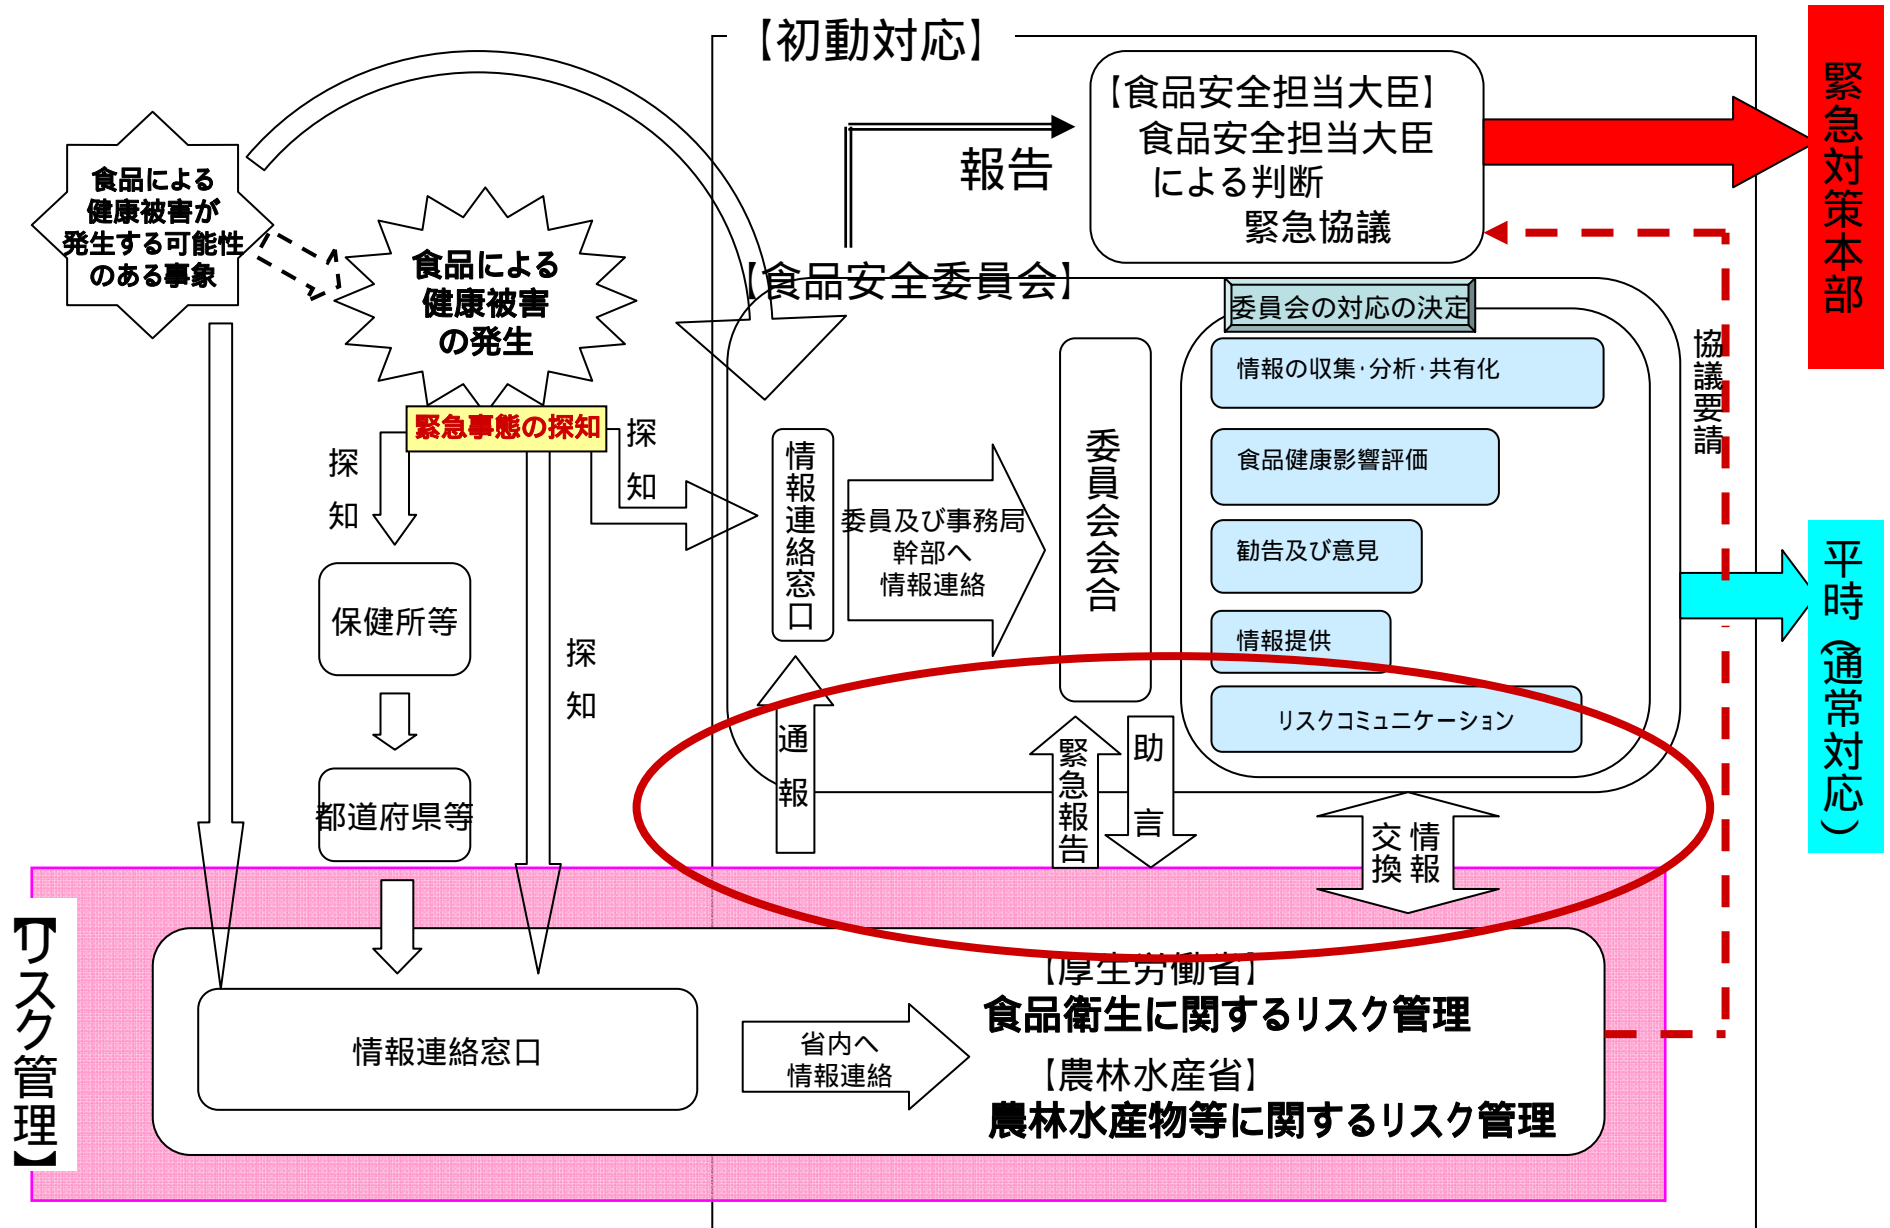 【初動対応】
緊急対策本部
【食品安全担当大臣】
食品安全担当大臣
による判断
緊急協議
報告
食品による
健康被害が
発生する可能性
のある事象
食品による
健康被害
の発生
緊急事態の探知
【食品安全委員会】
委員会の対応の決定
情報の収集・分析・共有化
食品健康影響評価
勧告及び意見
情報提供
リスクコミュニケーション
協議要請
探知
探知
探知
情報連絡窓口
委員及び事務局
幹部へ
情報連絡
委員会会合
保健所等
都道府県等
平時（通常対応）
通報
緊急報告
助言
情報
交換
【リスク管理】
情報連絡窓口
省内へ
情報連絡
【厚生労働省】
食品衛生に関するリスク管理
【農林水産省】
農林水産物等に関するリスク管理